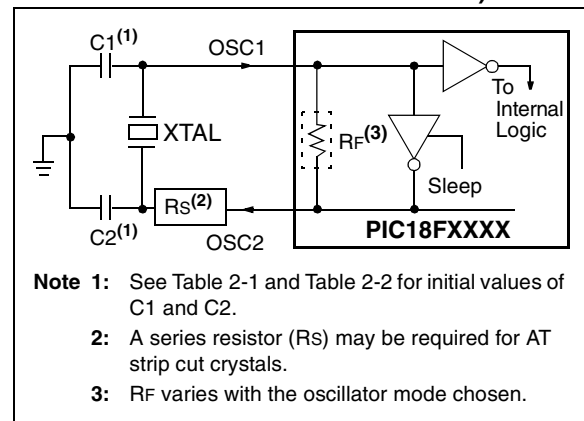 C1(1)
OSC1
To
Internal
Logic
XTAL
RF(3)
Sleep
RS(2)
C2(1)
OSC2
PIC18FXXXX
Note 1: See Table 2-1 and Table 2-2 for initial values of
C1 and C2.
2: A series resistor (RS) may be required for AT
strip cut crystals.
3: RF varies with the oscillator mode chosen.